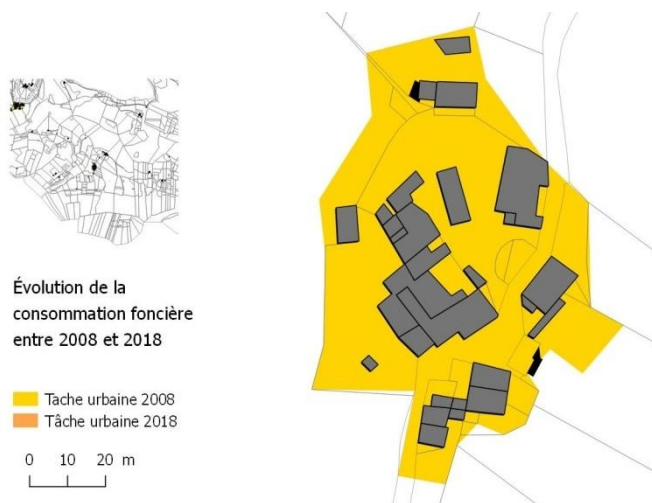 Évolution de la
consommation foncière
entre 2008 et 2018
Tache urbaine 2008
Tâche urbaine 2018
0 10 20 m